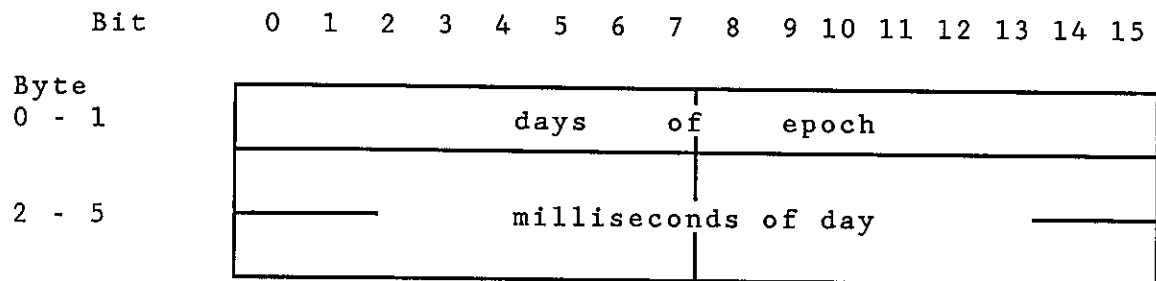 Bit 0 1 2 3 4 5 6 7 8 9 10 11 12 13 14 15
Byte
0 - 1 days of epoch
2 - 5 milliseconds of day